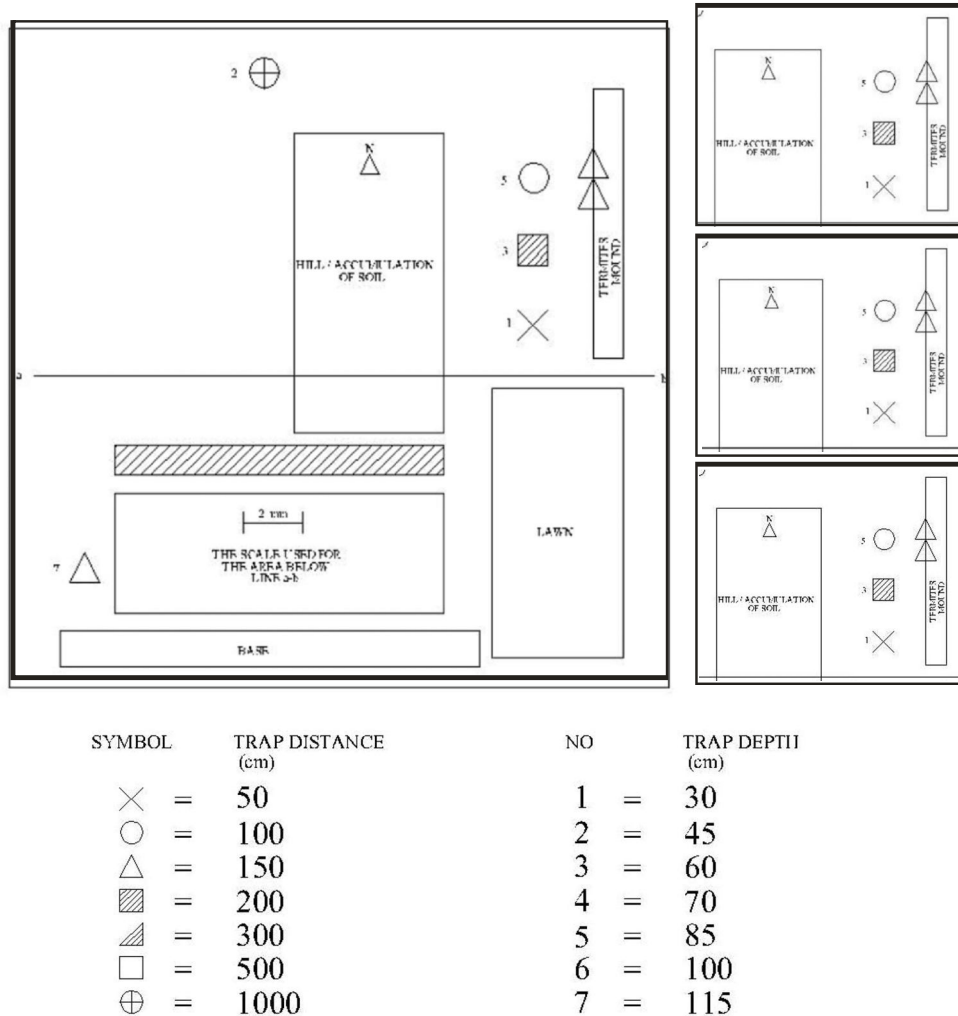 2
N
5
HILL / ACCUMULATION
OF SOIL
3
TERMITES
MOUND
1
a
b
2 mm
THE SCALE USED FOR
THE AREA BELOW
LINE a-b
LAWN
7
BASE
N
5
3
HILL / ACCUMULATION
OF SOIL
TERMITES
MOUND
1
N
5
3
HILL / ACCUMULATION
OF SOIL
TERMITES
MOUND
1
N
5
3
HILL / ACCUMULATION
OF SOIL
TERMITES
MOUND
1
SYMBOL TRAP DISTANCE
(cm)
= 50
= 100
= 150
= 200
= 300
= 500
= 1000
NO TRAP DEPTH
(cm)
1 = 30
2 = 45
3 = 60
4 = 70
5 = 85
6 = 100
7 = 115